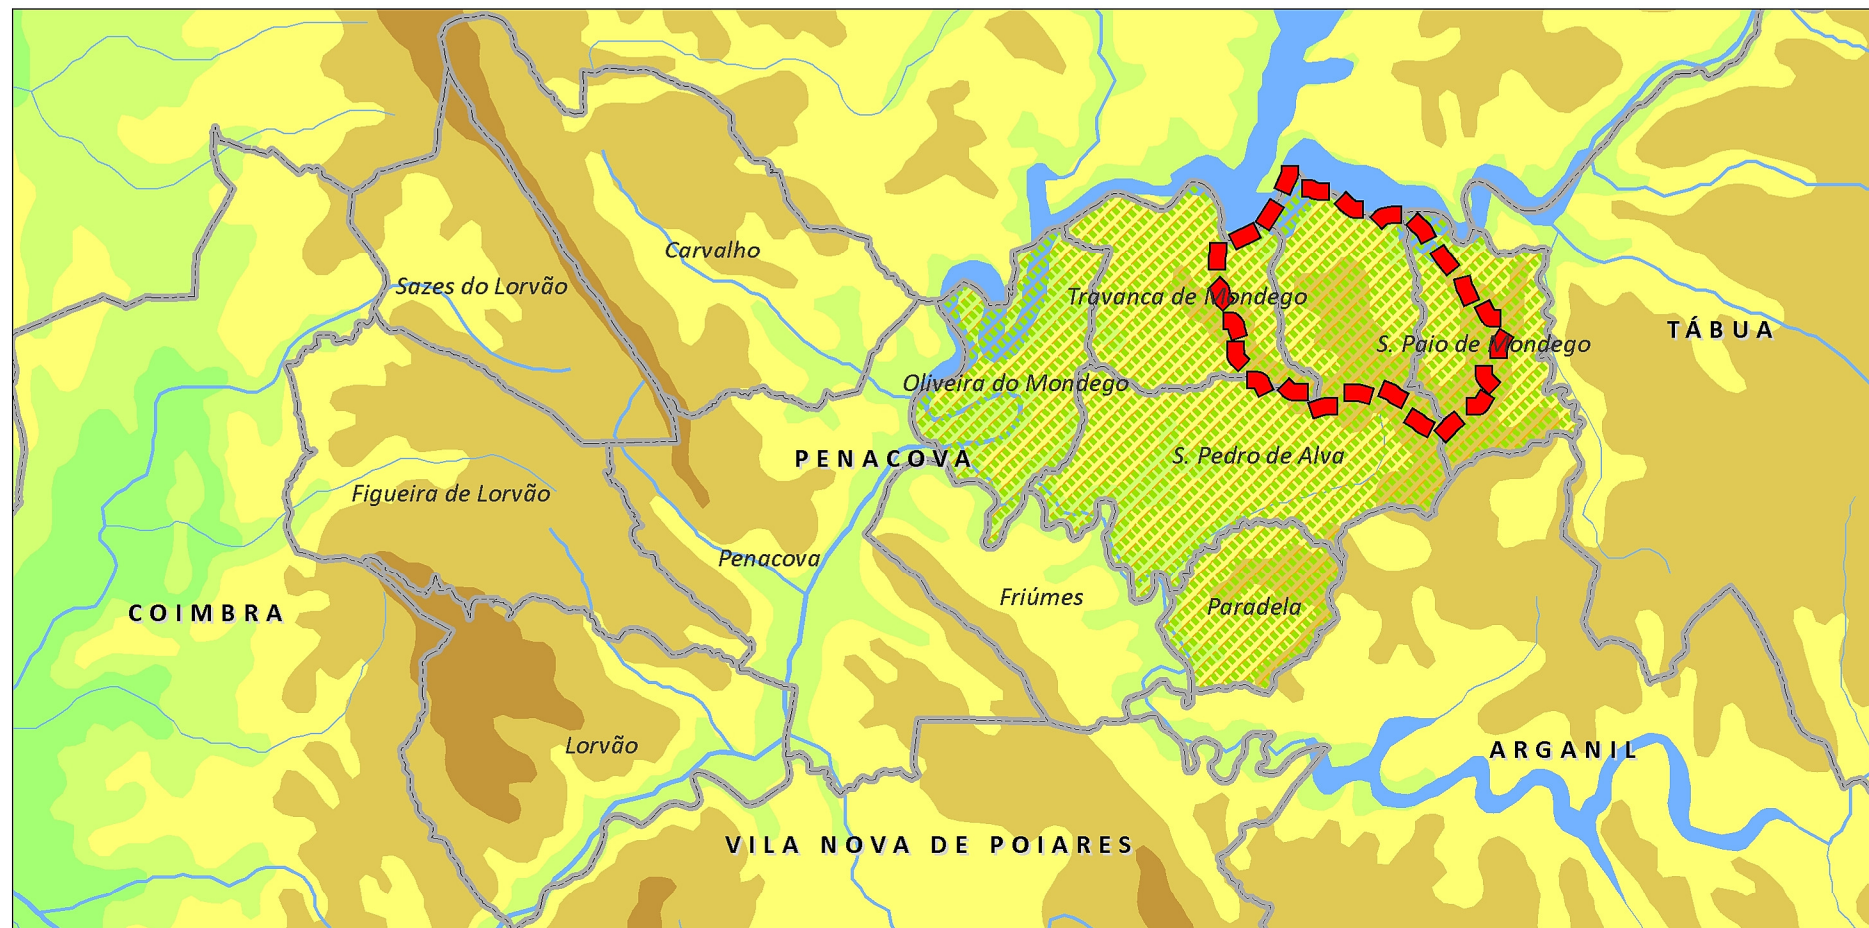 Carvalho
Sazes do Lorvão
Travanca de Mondego
TÁBUA
S. Paio de Mondego
Oliveira do Mondego
PENACOVA
S. Pedro de Alva
Figueira de Lorvão
Penacova
Friúmes
Paradela
COIMBRA
Lorvão
ARGANIL
VILA NOVA DE POIARES